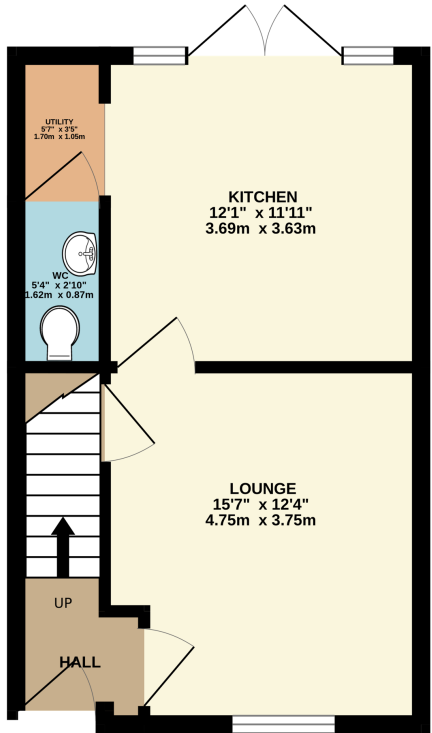 UTILITY
5'7" x 3'5"
1.70m x 1.05m
KITCHEN
12'1" x 11'11"
3.69m x 3.63m
WC
5'4" x 2'10"
1.62m x 0.87m
LOUNGE
15'7" x 12'4"
4.75m x 3.75m
UP
HALL